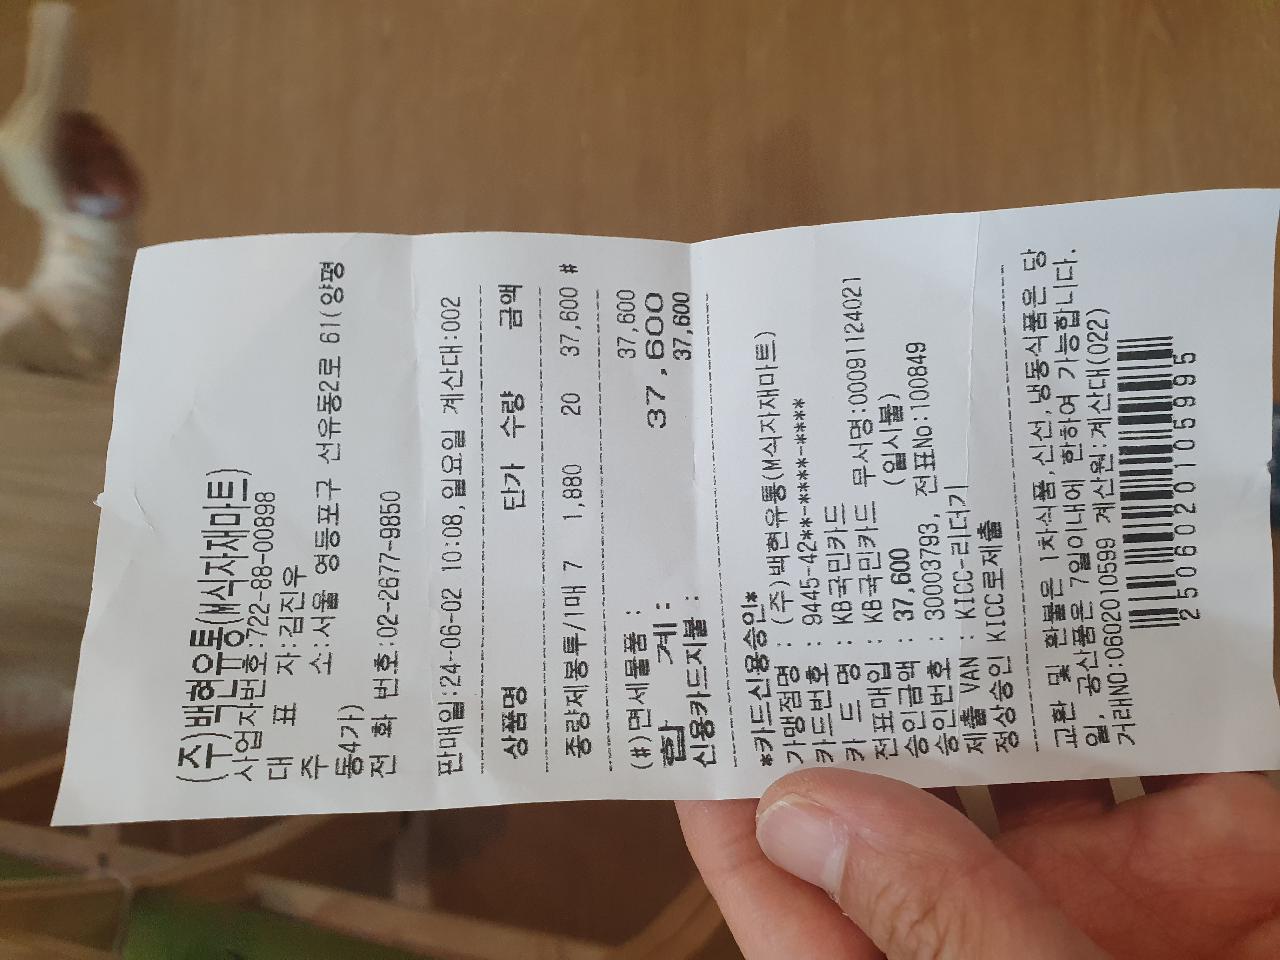 (주)백현유통(M식자재마트)
사업자번호:722-88-00898
대 표 자:김진우
주 소:서울 영등포구 선유동2로 61(양평
동4가)
전 화 번호:02-2677-9850
판매일:24-06-02 10:08,일요일 계산대:002
상품명 단가 수량 금액
종량제봉투/1매 7 1,880 20 37,600 #
(#)면세물품 : 37,600
합 계 : 37,600
신용카드지불 : 37,600
*카드신용승인*
가맹점명 : (주)백현유통(M식자재마트)
카드번호 : 9445-42**-****-****
카 드 명 : KB국민카드
전표매입 : KB국민카드 무서명:00091124021
승인금액 : 37,600 (일시불)
승인번호 : 30003793, 전표No:100849
제출 VAN : KICC-리더기
정상승인 KICC로제출
교환 및 환불은 1차식품,신선,냉동식품은 당
일, 공산품은 7일이내에 한하여 가능합니다.
거래NO:0602010599 계산원:계산대(022)
2506020105995